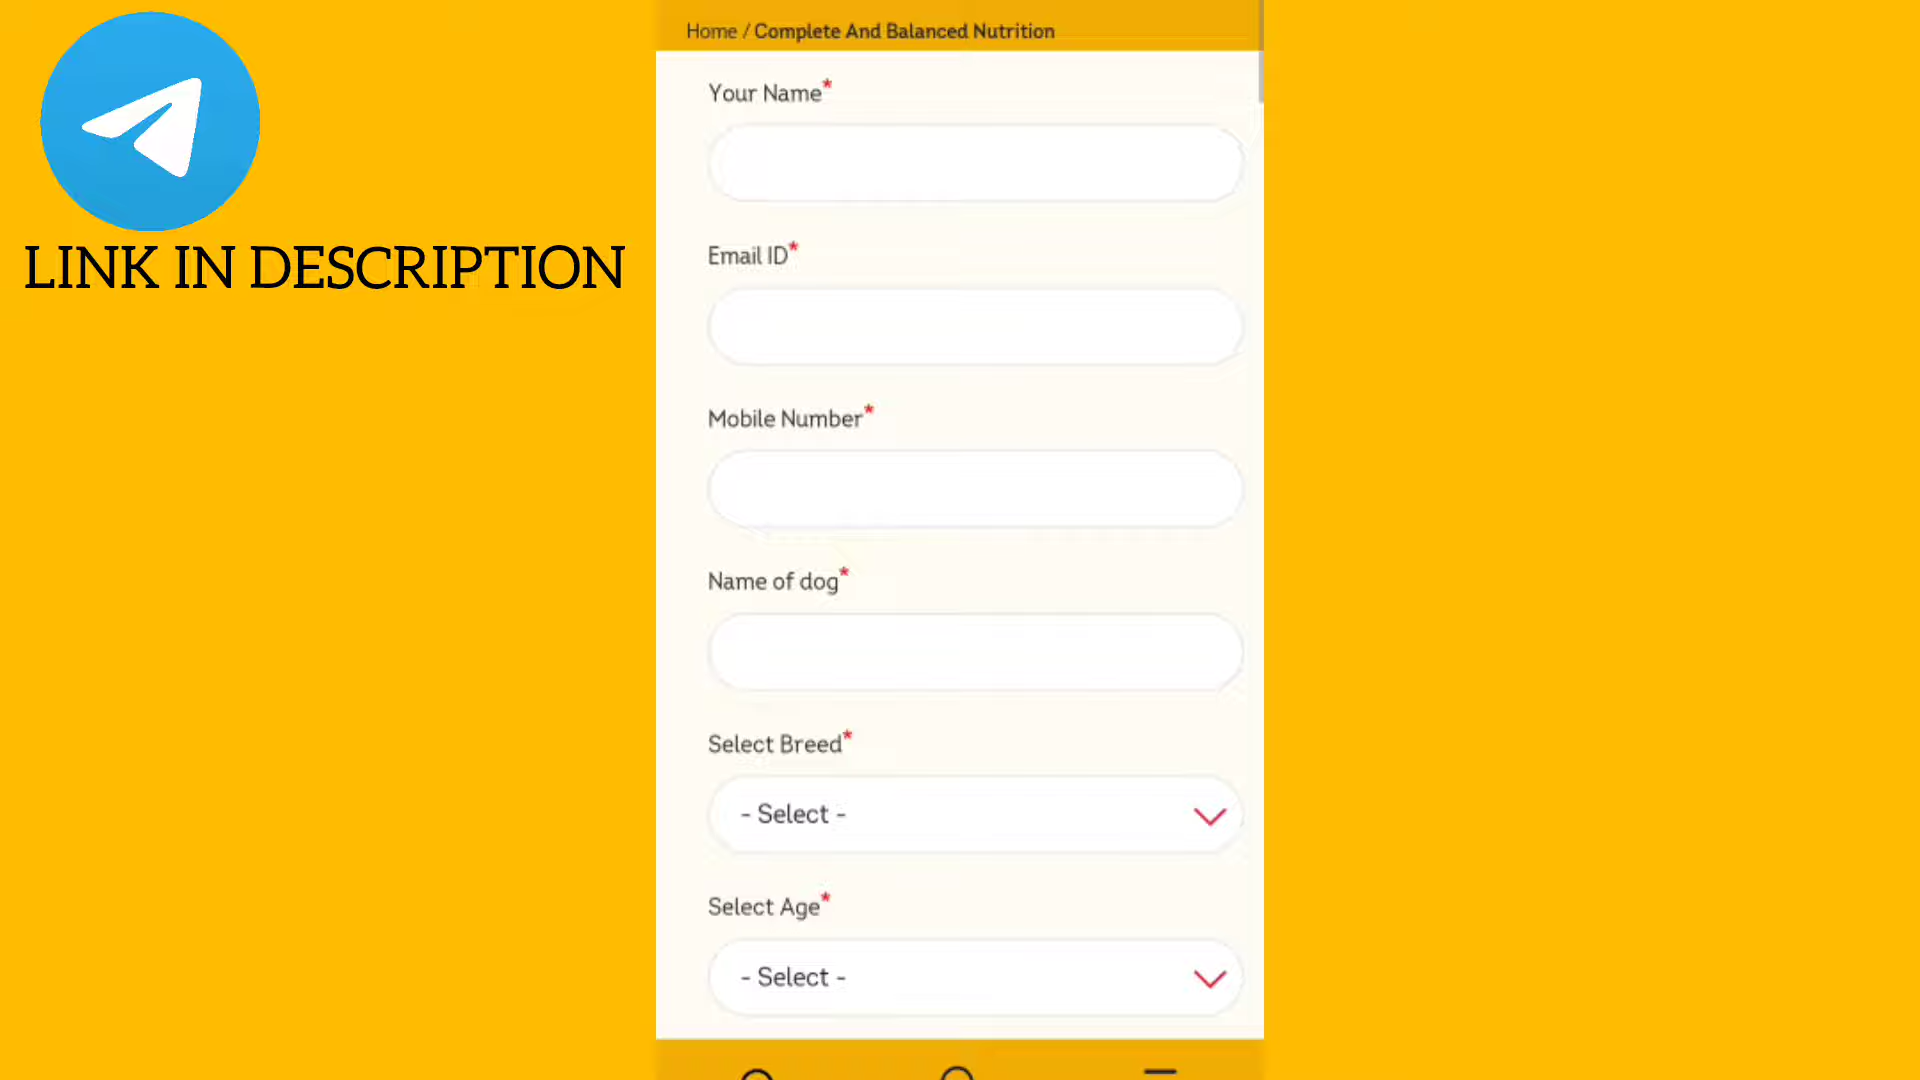 LINK IN DESCRIPTION
Home / Complete And Balanced Nutrition
Your Name*
Email ID*
Mobile Number*
Name of dog*
Select Breed*
- Select -
Select Age*
- Select -